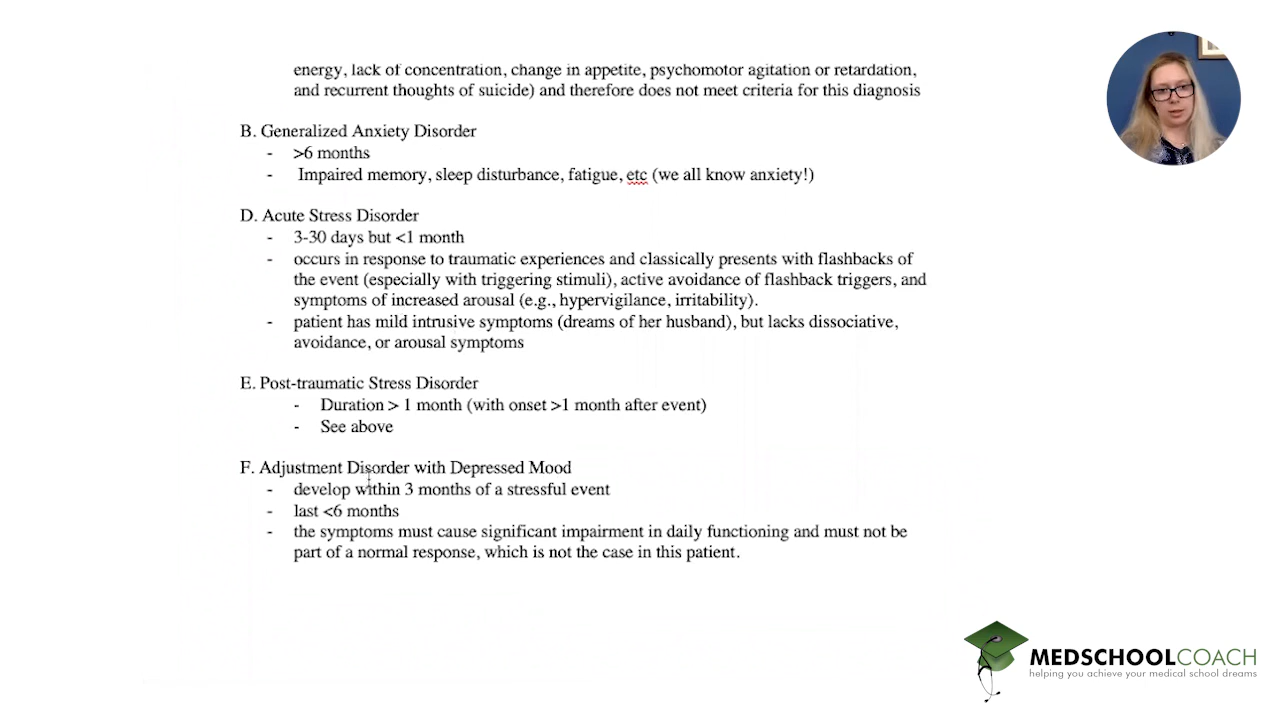 energy, lack of concentration, change in appetite, psychomotor agitation or retardation,
and recurrent thoughts of suicide) and therefore does not meet criteria for this diagnosis
B. Generalized Anxiety Disorder
- >6 months
- Impaired memory, sleep disturbance, fatigue, etc (we all know anxiety!)
D. Acute Stress Disorder
- 3-30 days but <1 month
- occurs in response to traumatic experiences and classically presents with flashbacks of
the event (especially with triggering stimuli), active avoidance of flashback triggers, and
symptoms of increased arousal (e.g., hypervigilance, irritability).
- patient has mild intrusive symptoms (dreams of her husband), but lacks dissociative,
avoidance, or arousal symptoms
E. Post-traumatic Stress Disorder
- Duration > 1 month (with onset >1 month after event)
- See above
F. Adjustment Disorder with Depressed Mood
- develop within 3 months of a stressful event
- last <6 months
- the symptoms must cause significant impairment in daily functioning and must not be
part of a normal response, which is not the case in this patient.
MEDSCHOOLCOACH
helping you achieve your medical school dreams